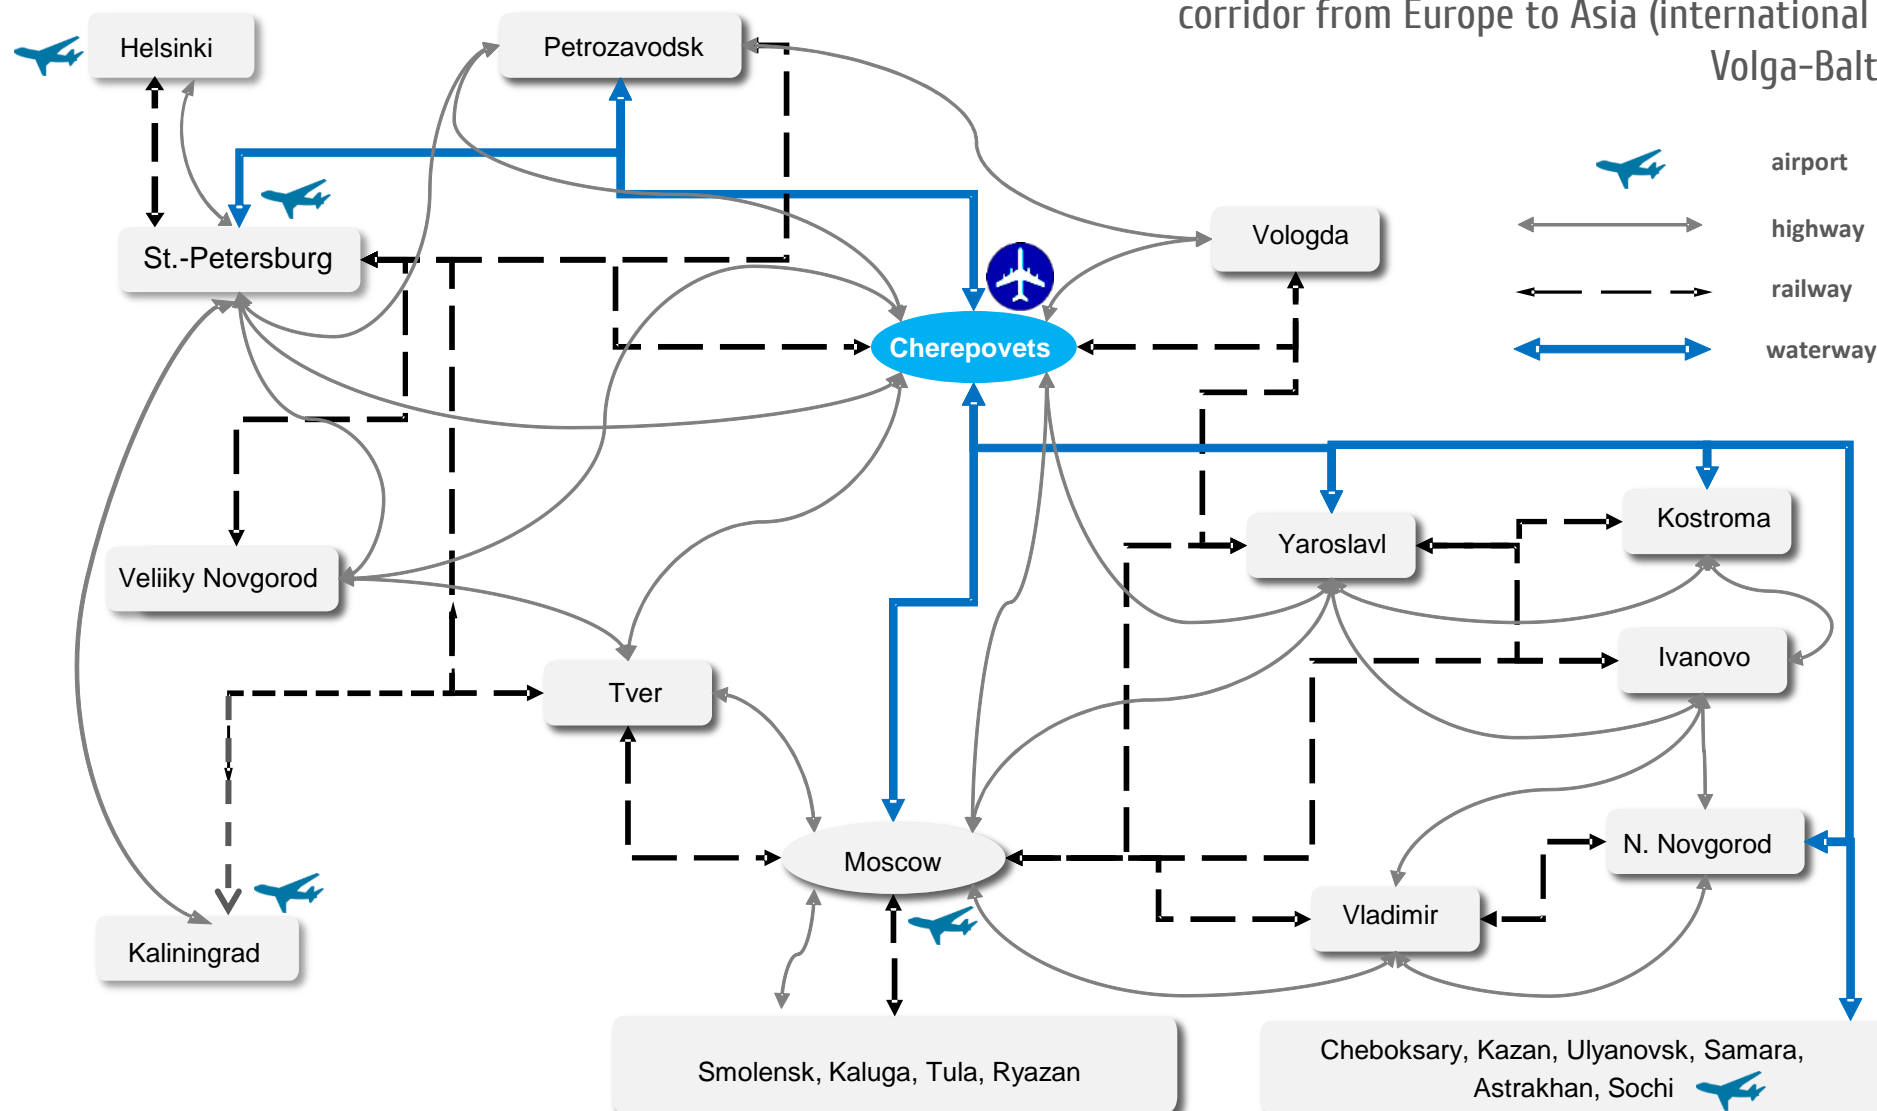 corridor from Europe to Asia (international
Volga-Balt
Helsinki
Petrozavodsk
airport
highway
railway
waterway
St.-Petersburg
Vologda
Cherepovets
Kostroma
Yaroslavl
Veliiky Novgorod
Ivanovo
Tver
N. Novgorod
Moscow
Vladimir
Kaliningrad
Smolensk, Kaluga, Tula, Ryazan
Cheboksary, Kazan, Ulyanovsk, Samara,
Astrakhan, Sochi